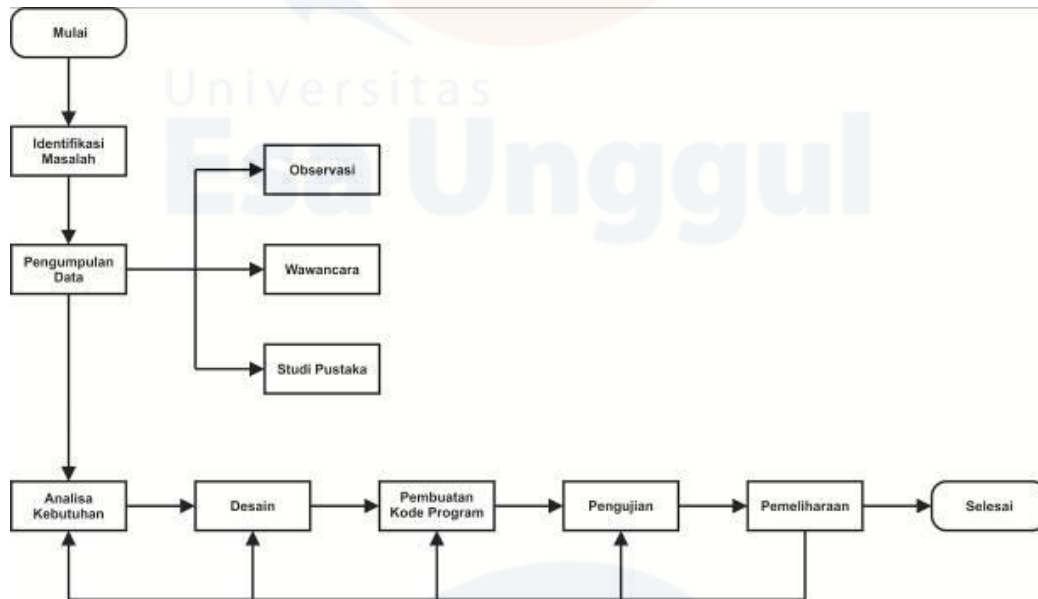 Mulai
Universitas
Esa Unggul
Identifikasi
Masalah
Observasi
Pengumpulan
Data
Wawancara
Studi Pustaka
Analisa
Kebutuhan
Desain
Pembuatan
Kode Program
Pengujian
Pemeliharaan
Selesai